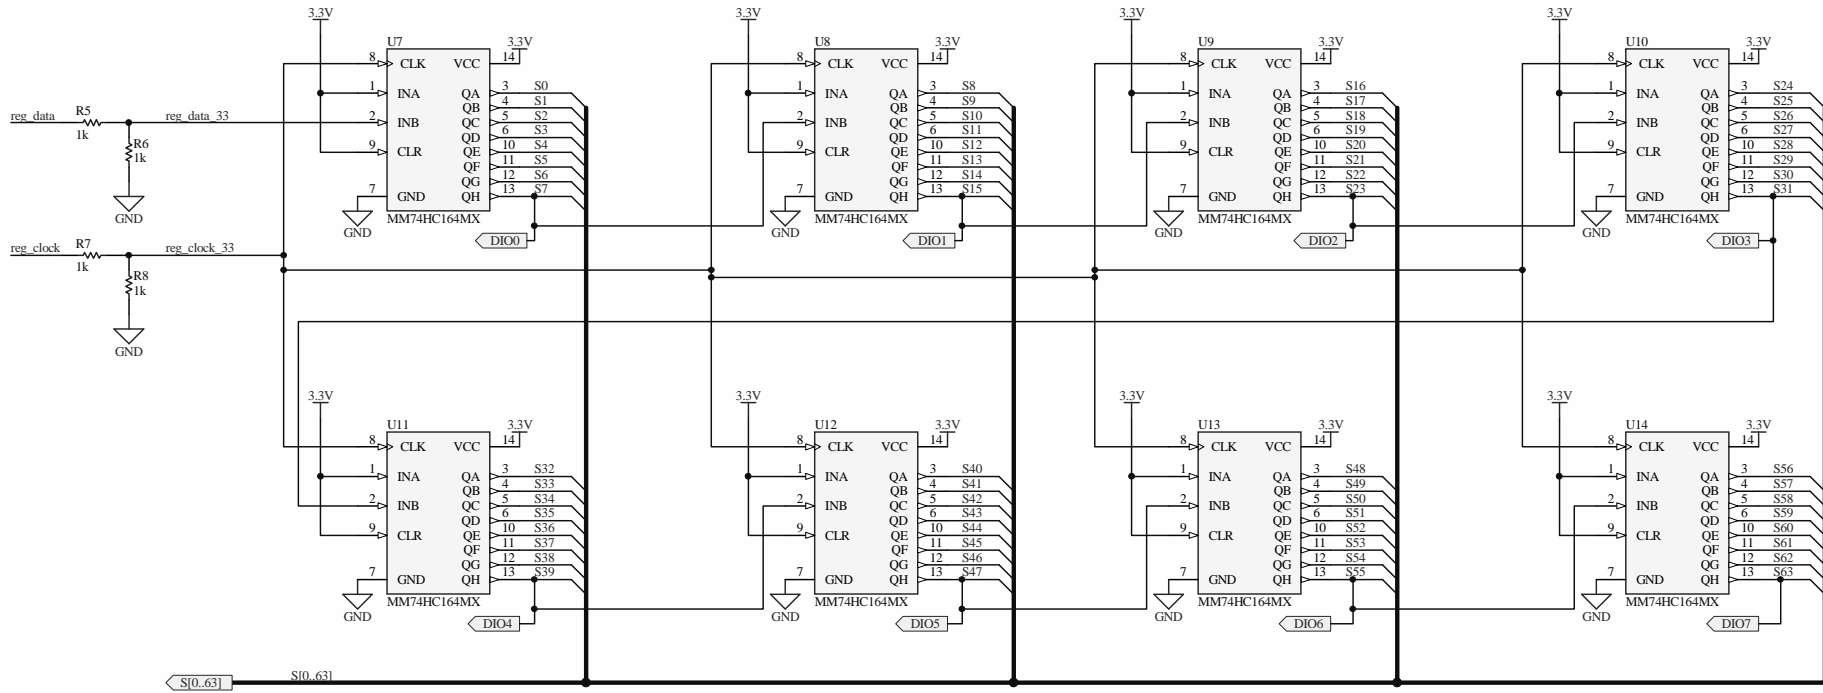 3.3V 3.3V 3.3V 3.3V
U7 3.3V U8 3.3V U9 3.3V U10 3.3V
8 CLK VCC 14 8 CLK VCC 14 8 CLK VCC 14 8 CLK VCC 14
1 INA QA 3 S0 1 INA QA 3 S8 1 INA QA 3 S16 1 INA QA 3 S24
QB 4 S1 QB 4 S9 QB 4 S17 QB 4 S25
reg_data R5 1k reg_data_33 2 INB QC 5 S2 2 INB QC 5 S10 2 INB QC 5 S18 2 INB QC 5 S26
QD 6 S3 QD 6 S11 QD 6 S19 QD 6 S27
R6 1k 9 CLR QE 10 S4 9 CLR QE 10 S12 9 CLR QE 10 S20 9 CLR QE 10 S28
QF 11 S5 QF 11 S13 QF 11 S21 QF 11 S29
QG 12 S6 QG 12 S14 QG 12 S22 QG 12 S30
7 GND QH 13 S7 7 GND QH 13 S15 7 GND QH 13 S23 7 GND QH 13 S31
GND MM74HC164MX MM74HC164MX MM74HC164MX MM74HC164MX
GND GND GND GND
DIO0 DIO1 DIO2 DIO3
reg_clock R7 1k reg_clock_33
R8 1k
GND
3.3V 3.3V 3.3V 3.3V
U11 3.3V U12 3.3V U13 3.3V U14 3.3V
8 CLK VCC 14 8 CLK VCC 14 8 CLK VCC 14 8 CLK VCC 14
1 INA QA 3 S32 1 INA QA 3 S40 1 INA QA 3 S48 1 INA QA 3 S56
QB 4 S33 QB 4 S41 QB 4 S49 QB 4 S57
2 INB QC 5 S34 2 INB QC 5 S42 2 INB QC 5 S50 2 INB QC 5 S58
QD 6 S35 QD 6 S43 QD 6 S51 QD 6 S59
9 CLR QE 10 S36 9 CLR QE 10 S44 9 CLR QE 10 S52 9 CLR QE 10 S60
QF 11 S37 QF 11 S45 QF 11 S53 QF 11 S61
QG 12 S38 QG 12 S46 QG 12 S54 QG 12 S62
7 GND QH 13 S39 7 GND QH 13 S47 7 GND QH 13 S55 7 GND QH 13 S63
MM74HC164MX MM74HC164MX MM74HC164MX MM74HC164MX
GND GND GND GND
DIO4 DIO5 DIO6 DIO7
S[0..63] S[0..63]